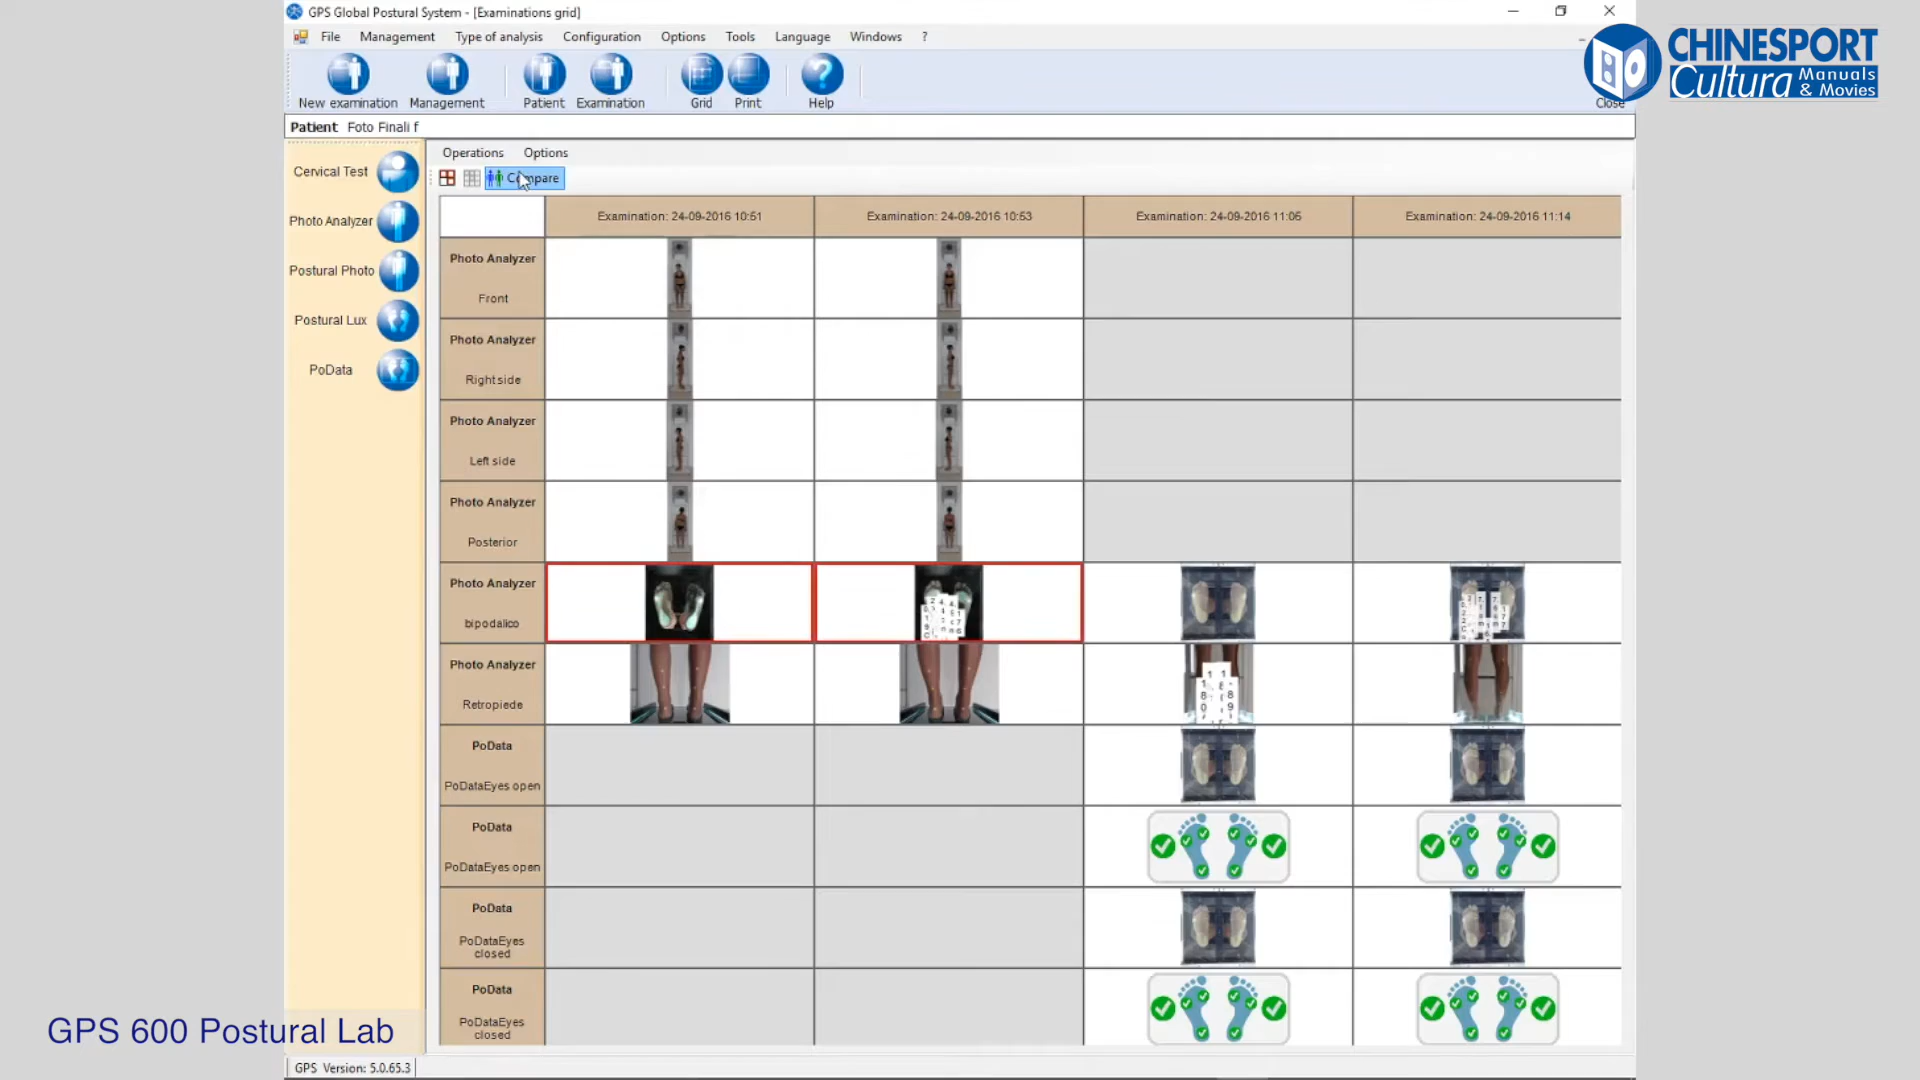 GPS Global Postural System - [Examinations grid]
File Management Type of analysis Configuration Options Tools Language Windows ?
New examination Management Patient Examination Grid Print Help Close
CHINESPORT
Cultura Manuals & Movies
Patient Foto Finali f
Cervical Test
Photo Analyzer
Postural Photo
Postural Lux
PoData
Operations Options
Compare
Examination: 24-09-2016 10:51 Examination: 24-09-2016 10:53 Examination: 24-09-2016 11:05 Examination: 24-09-2016 11:14
Photo Analyzer
Front
Photo Analyzer
Right side
Photo Analyzer
Left side
Photo Analyzer
Posterior
Photo Analyzer
bipodalico
Photo Analyzer
Retropiede
PoData
PoDataEyes open
PoData
PoDataEyes open
PoData
PoDataEyes
closed
PoData
PoDataEyes
closed
GPS 600 Postural Lab
GPS Version: 5.0.65.3